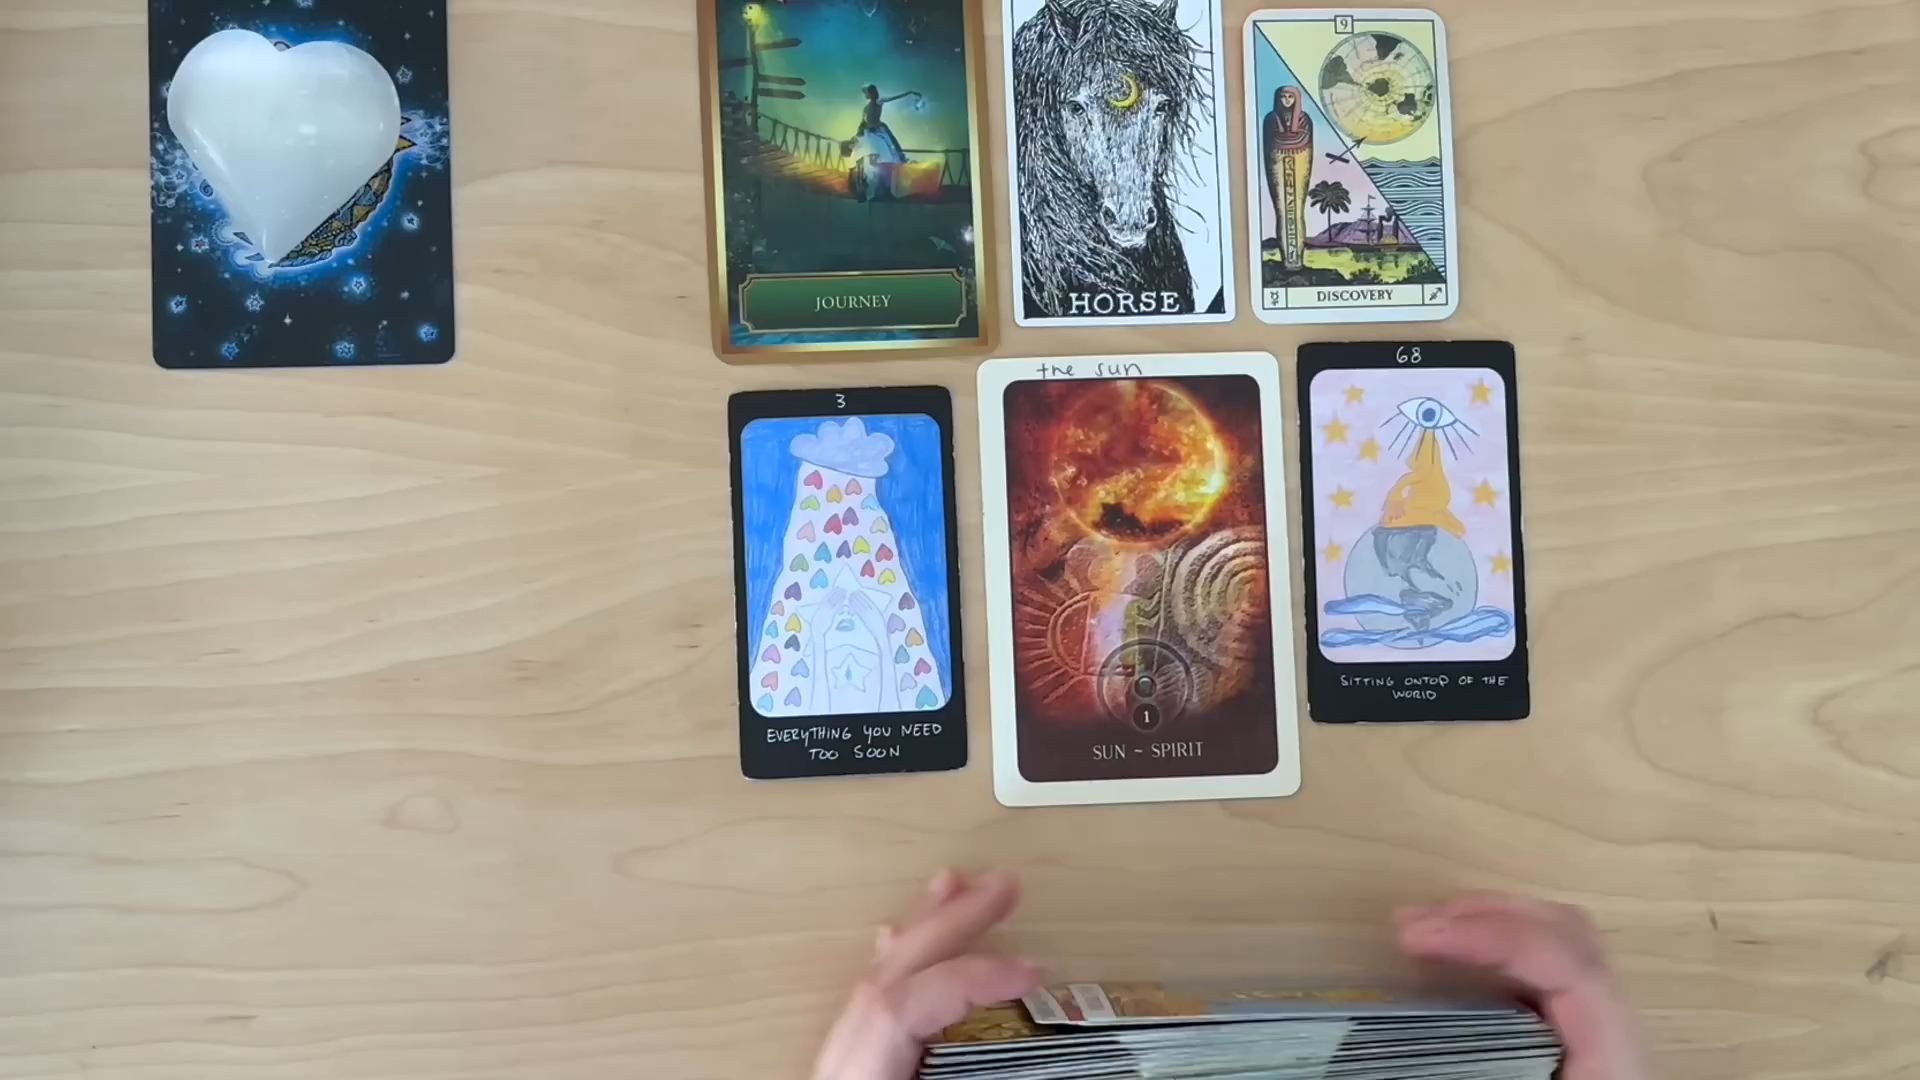 JOURNEY
HORSE
9
DISCOVERY
3
EVERYTHING YOU NEED
TOO SOON
the sun
1
SUN ~ SPIRIT
68
SITTING ONTOP OF THE
WORLD